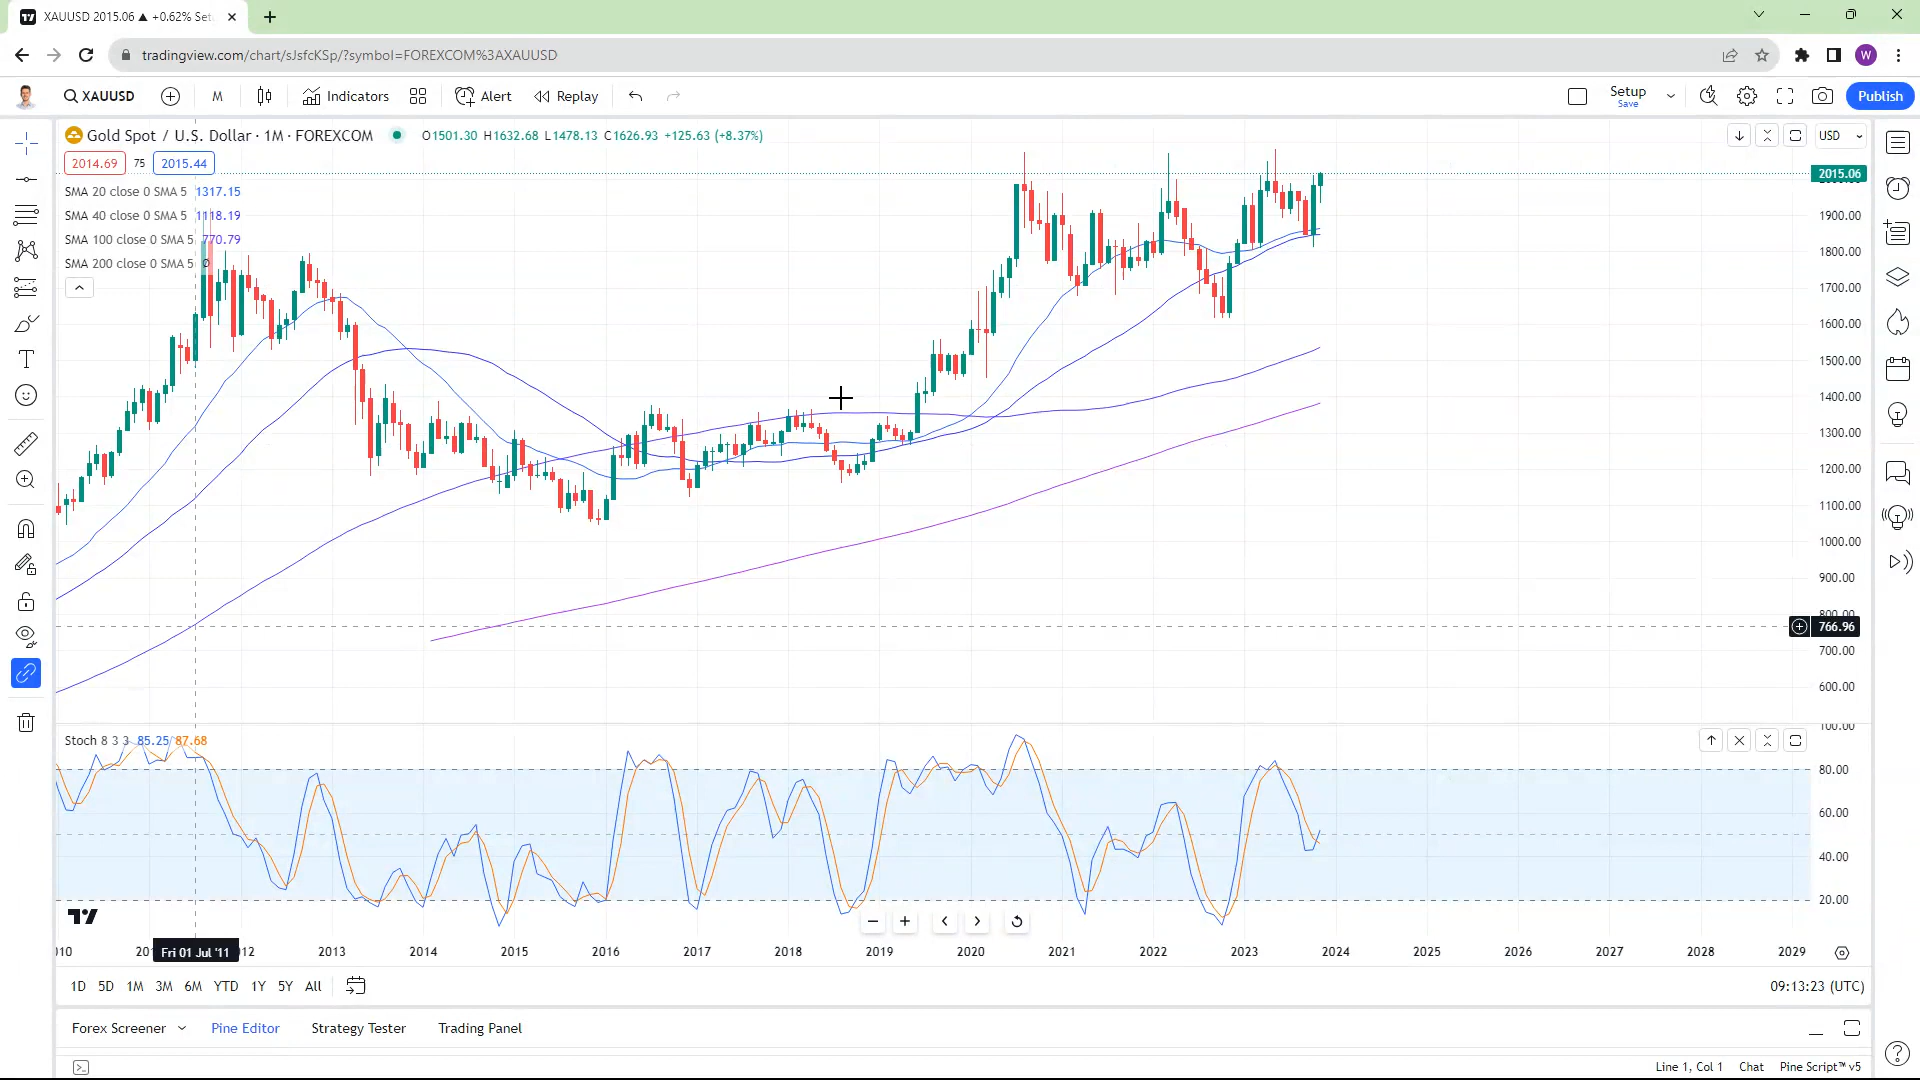 XAUUSD 2015.06 ▲ +0.62% Set
tradingview.com/chart/sJsfcKSp/?symbol=FOREXCOM%3AXAUUSD
W
XAUUSD
M
Indicators
Alert
Replay
Setup
Save
Publish
Gold Spot / U.S. Dollar · 1M · FOREXCOM
O1501.30 H1632.68 L1478.13 C1626.93 +125.63 (+8.37%)
USD
2014.69 75 2015.44
SMA 20 close 0 SMA 5 1317.15
SMA 40 close 0 SMA 5 1118.19
SMA 100 close 0 SMA 5 770.79
SMA 200 close 0 SMA 5 ∅
2015.06
1900.00
1800.00
1700.00
1600.00
1500.00
1400.00
1300.00
1200.00
1100.00
1000.00
900.00
800.00
766.96
700.00
600.00
100.00
Stoch 8 3 3 85.25 87.68
80.00
60.00
40.00
20.00
Fri 01 Jul '11
2013 2014 2015 2016 2017 2018 2019 2020 2021 2022 2023 2024 2025 2026 2027 2028 2029
1D 5D 1M 3M 6M YTD 1Y 5Y All
09:13:23 (UTC)
Forex Screener Pine Editor Strategy Tester Trading Panel
Line 1, Col 1 Chat Pine Script™ v5